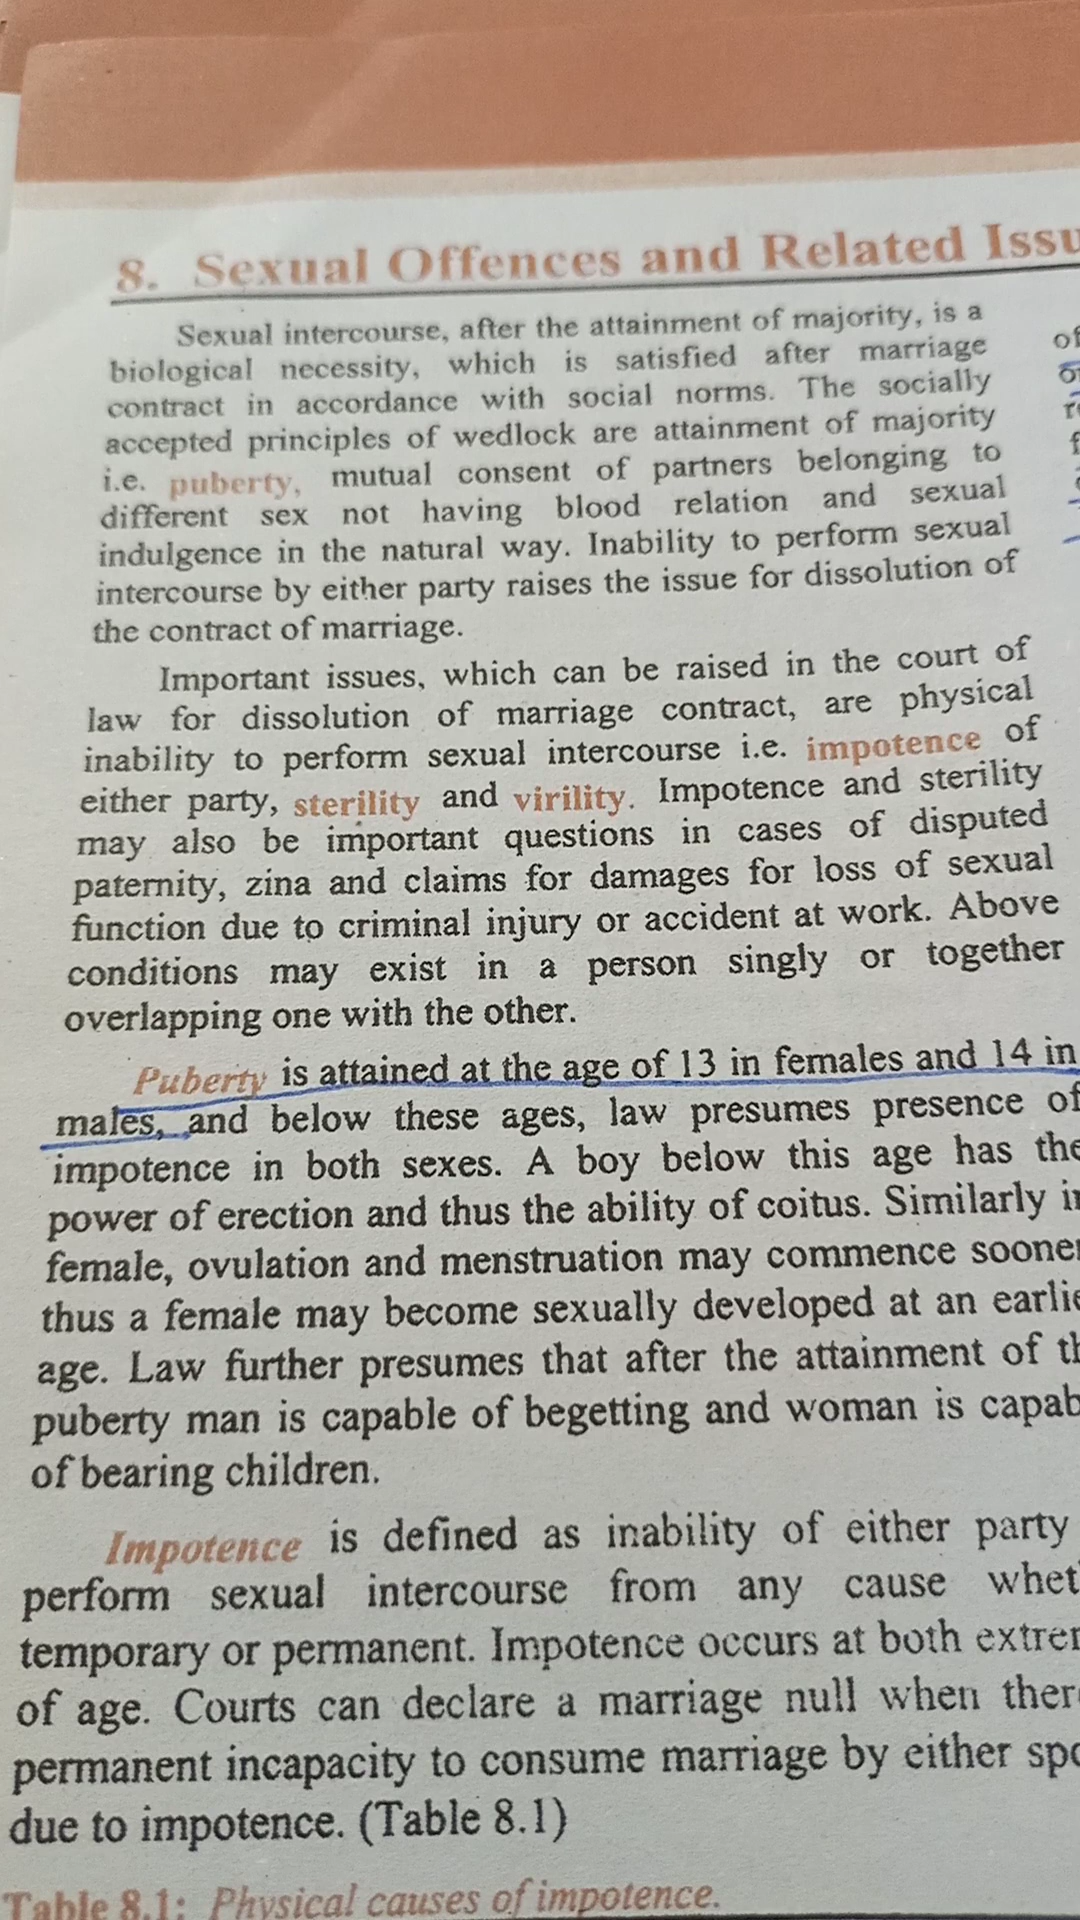 8. Sexual Offences and Related Issu
Sexual intercourse, after the attainment of majority, is a
biological necessity, which is satisfied after marriage
contract in accordance with social norms. The socially
accepted principles of wedlock are attainment of majority
i.e. puberty, mutual consent of partners belonging to
different sex not having blood relation and sexual
indulgence in the natural way. Inability to perform sexual
intercourse by either party raises the issue for dissolution of
the contract of marriage.
Important issues, which can be raised in the court of
law for dissolution of marriage contract, are physical
inability to perform sexual intercourse i.e. impotence of
either party, sterility and virility. Impotence and sterility
may also be important questions in cases of disputed
paternity, zina and claims for damages for loss of sexual
function due to criminal injury or accident at work. Above
conditions may exist in a person singly or together
overlapping one with the other.
Puberty is attained at the age of 13 in females and 14 in
males, and below these ages, law presumes presence of
impotence in both sexes. A boy below this age has the
power of erection and thus the ability of coitus. Similarly in
female, ovulation and menstruation may commence sooner
thus a female may become sexually developed at an earlie
age. Law further presumes that after the attainment of th
puberty man is capable of begetting and woman is capab
of bearing children.
Impotence is defined as inability of either party
perform sexual intercourse from any cause whet
temporary or permanent. Impotence occurs at both extrem
of age. Courts can declare a marriage null when ther
permanent incapacity to consume marriage by either spo
due to impotence. (Table 8.1)
Table 8.1: Physical causes of impotence.
of